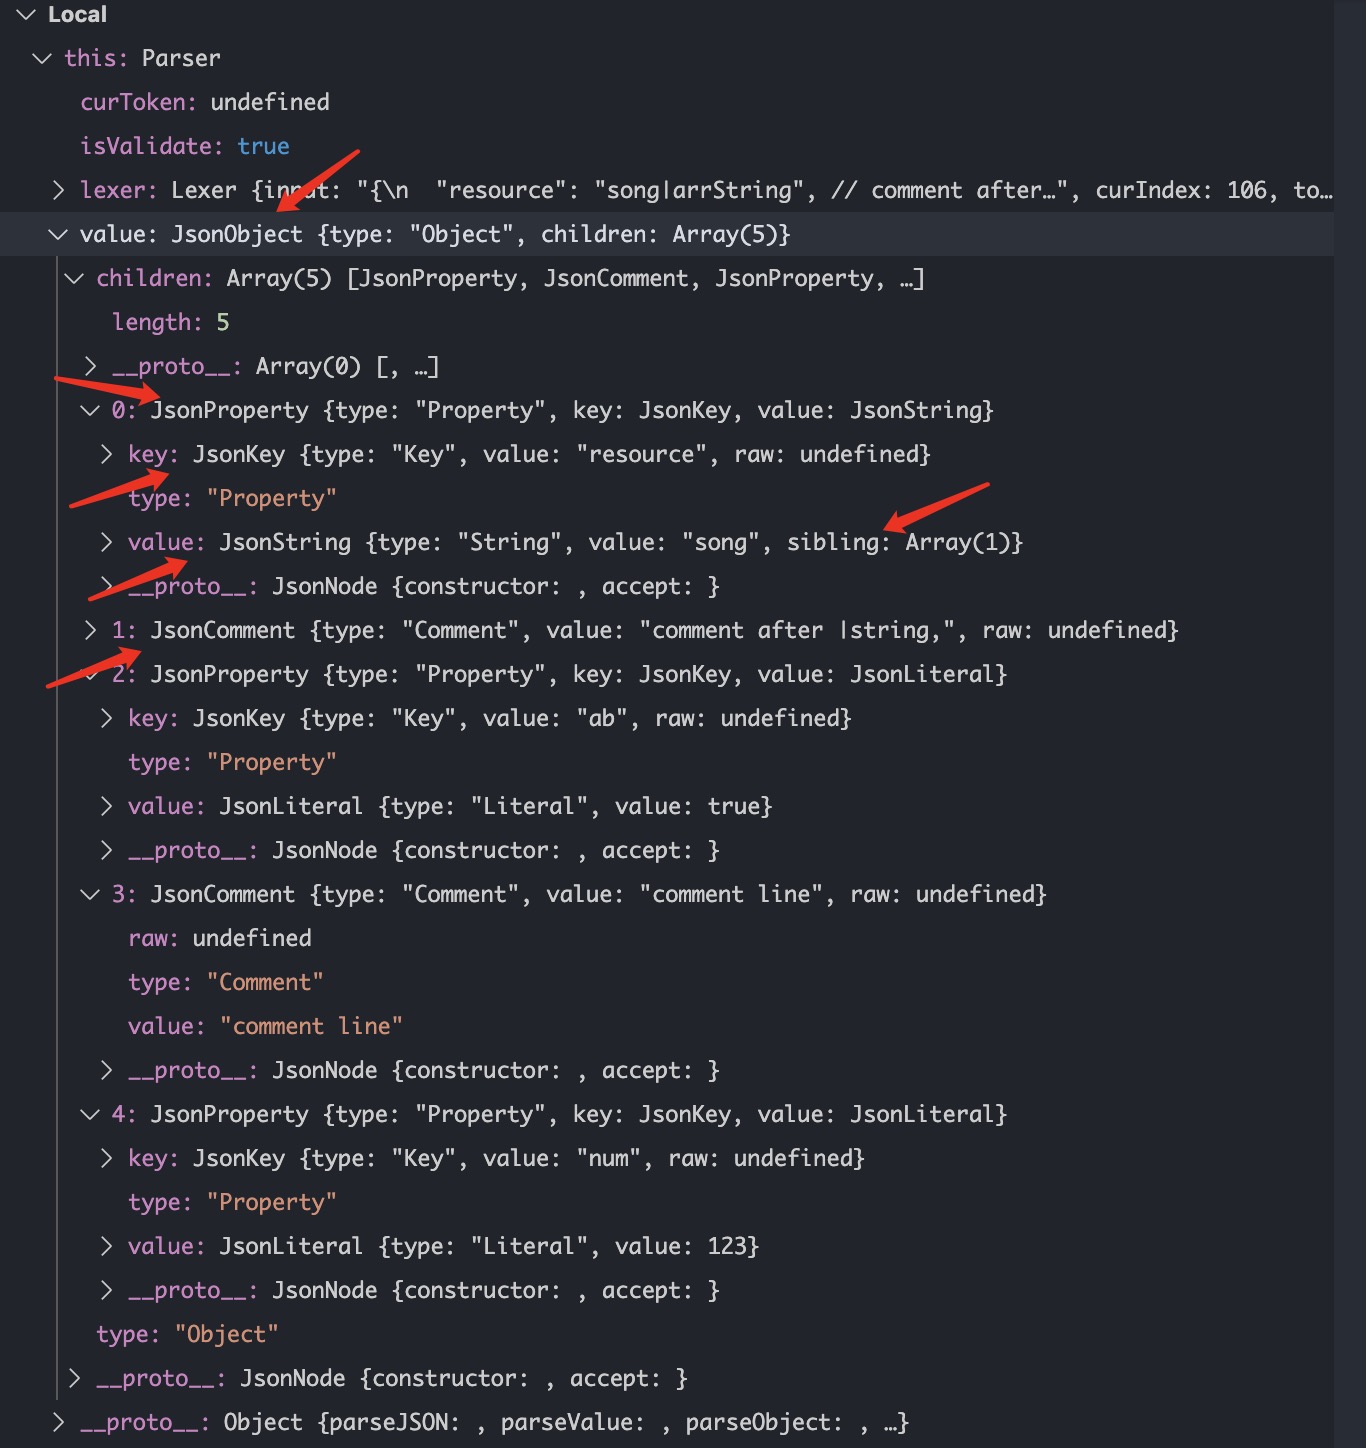 Local
this: Parser
curToken: undefined
isValidate: true
lexer: Lexer {input: "{\n  "resource": "song|arrString", // comment after…", curIndex: 106, to…
value: JsonObject {type: "Object", children: Array(5)}
children: Array(5) [JsonProperty, JsonComment, JsonProperty, …]
length: 5
__proto__: Array(0) [, …]
0: JsonProperty {type: "Property", key: JsonKey, value: JsonString}
key: JsonKey {type: "Key", value: "resource", raw: undefined}
type: "Property"
value: JsonString {type: "String", value: "song", sibling: Array(1)}
__proto__: JsonNode {constructor: , accept: }
1: JsonComment {type: "Comment", value: "comment after |string,", raw: undefined}
2: JsonProperty {type: "Property", key: JsonKey, value: JsonLiteral}
key: JsonKey {type: "Key", value: "ab", raw: undefined}
type: "Property"
value: JsonLiteral {type: "Literal", value: true}
__proto__: JsonNode {constructor: , accept: }
3: JsonComment {type: "Comment", value: "comment line", raw: undefined}
raw: undefined
type: "Comment"
value: "comment line"
__proto__: JsonNode {constructor: , accept: }
4: JsonProperty {type: "Property", key: JsonKey, value: JsonLiteral}
key: JsonKey {type: "Key", value: "num", raw: undefined}
type: "Property"
value: JsonLiteral {type: "Literal", value: 123}
__proto__: JsonNode {constructor: , accept: }
type: "Object"
__proto__: JsonNode {constructor: , accept: }
__proto__: Object {parseJSON: , parseValue: , parseObject: , …}